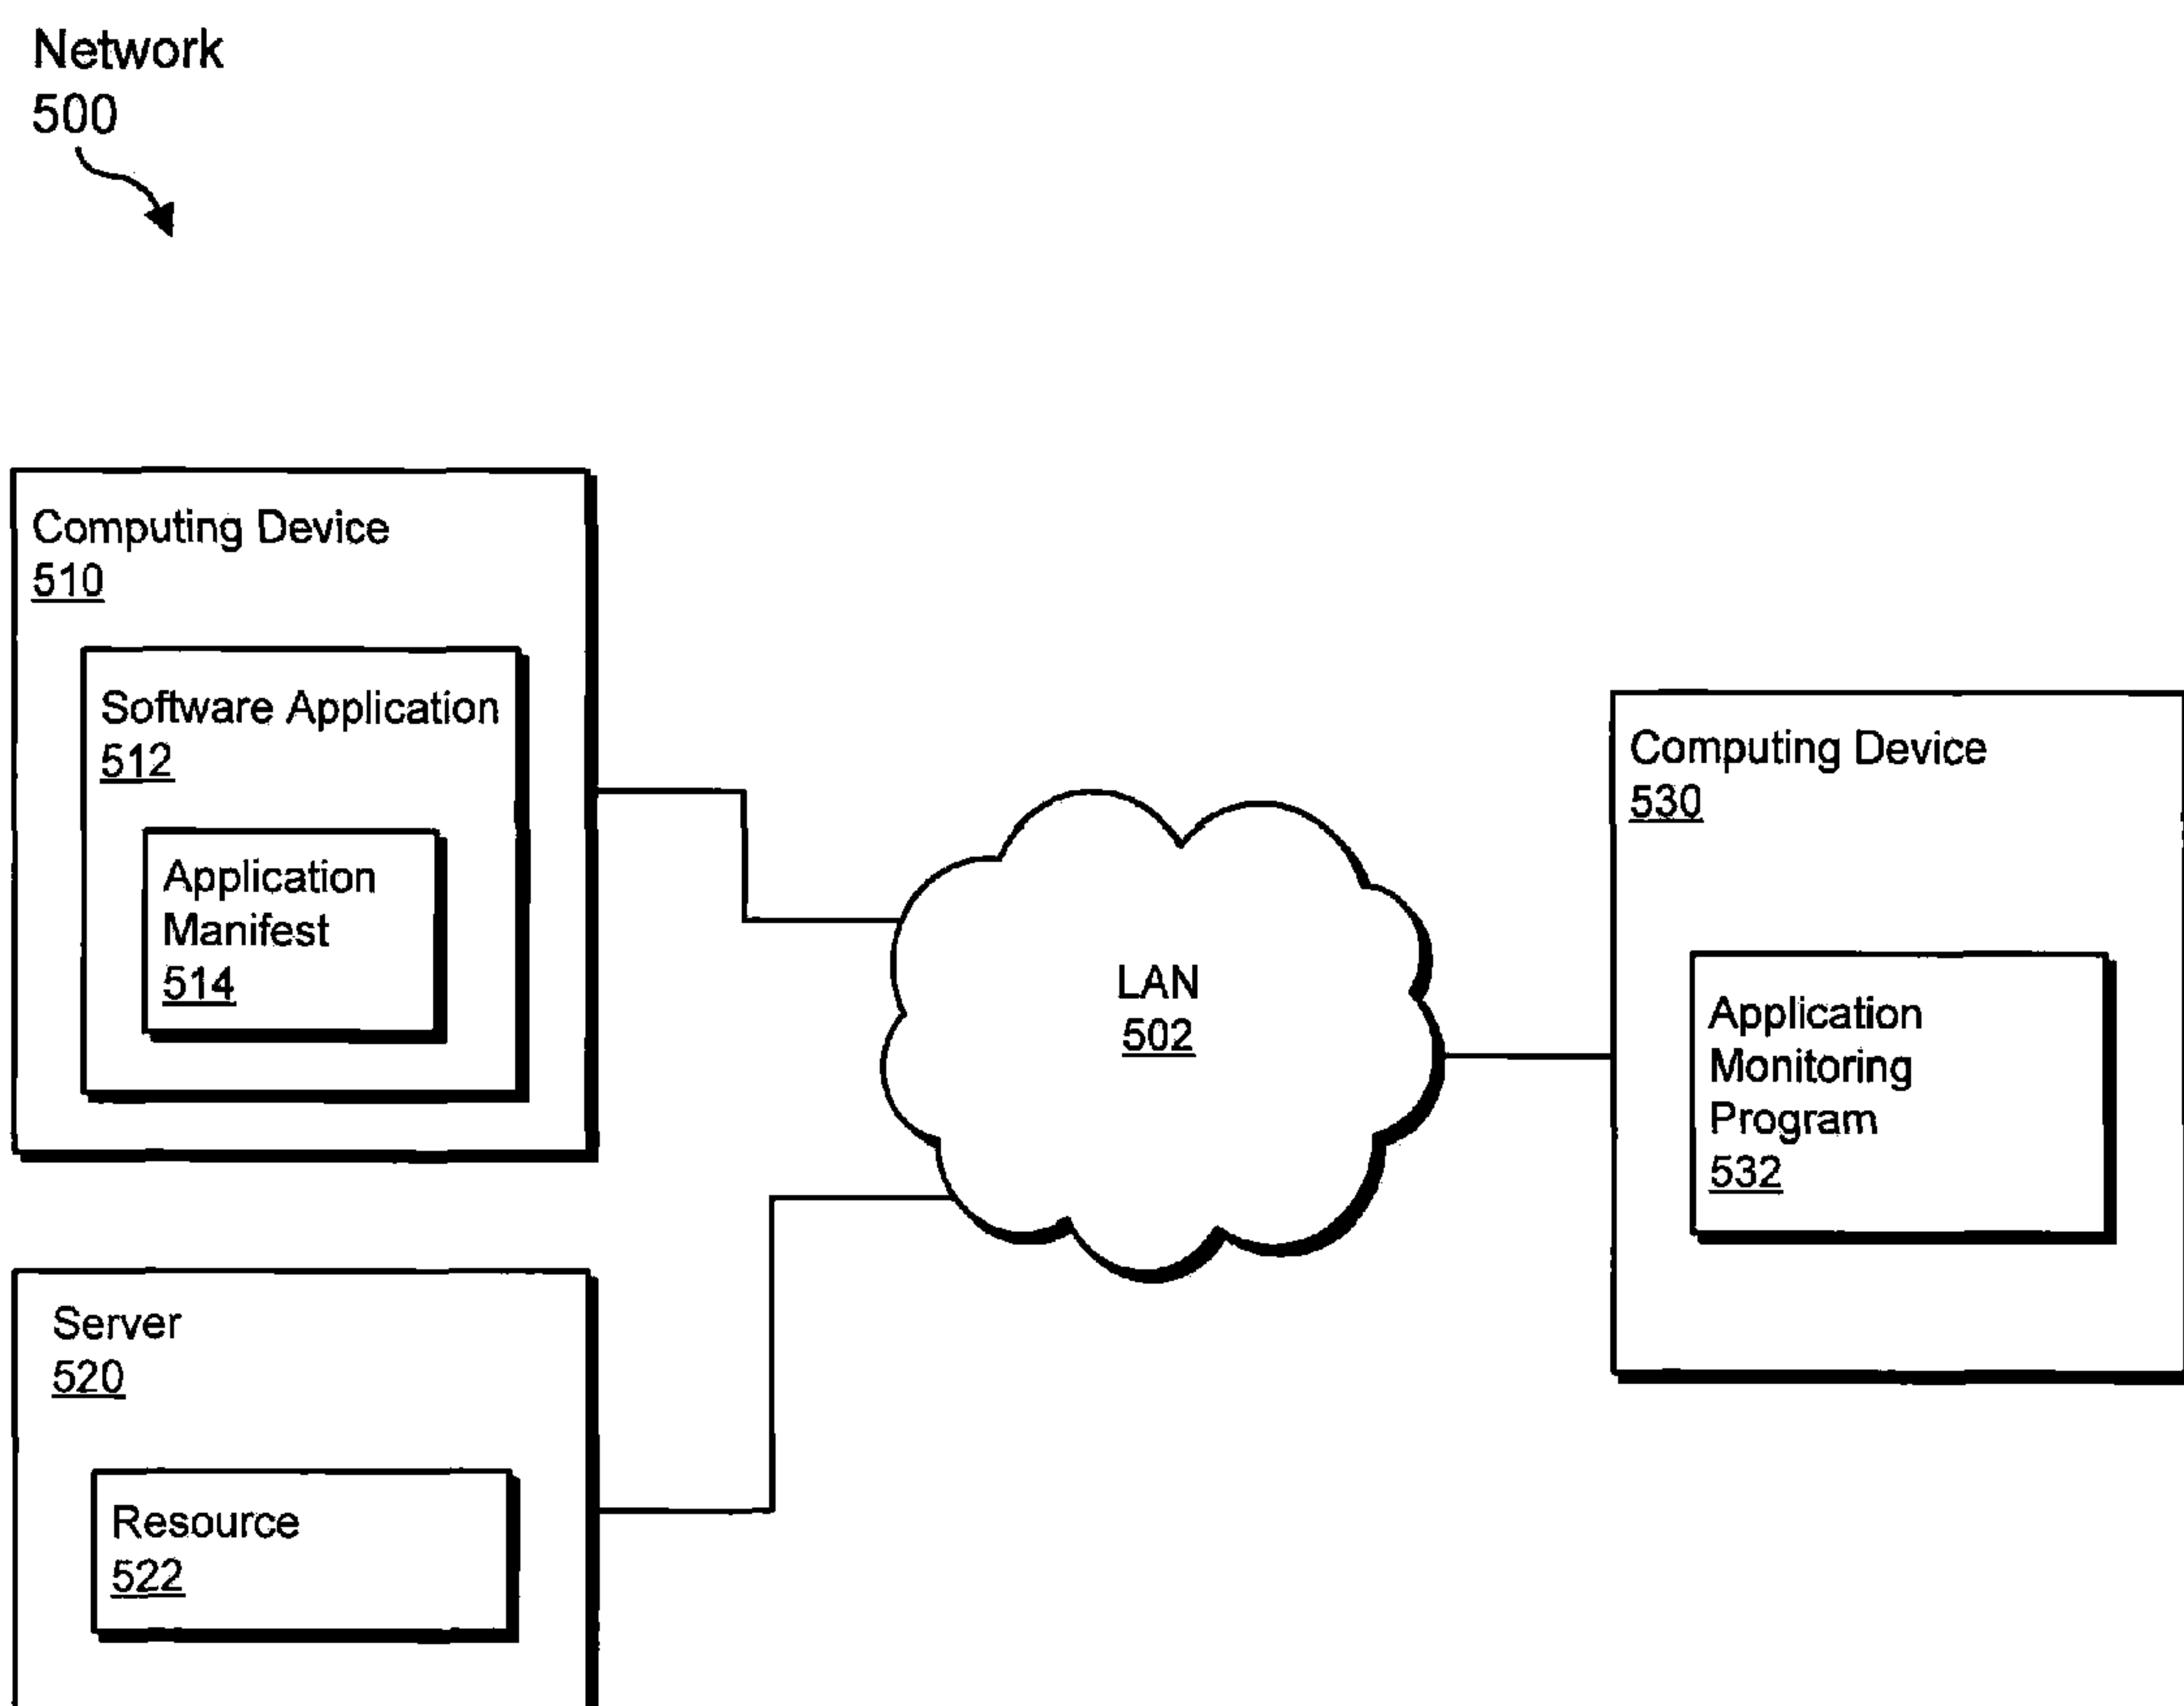 Network
500
Computing Device
510
Software Application
512
Application
Manifest
514
LAN
502
Computing Device
530
Application
Monitoring
Program
532
Server
520
Resource
522